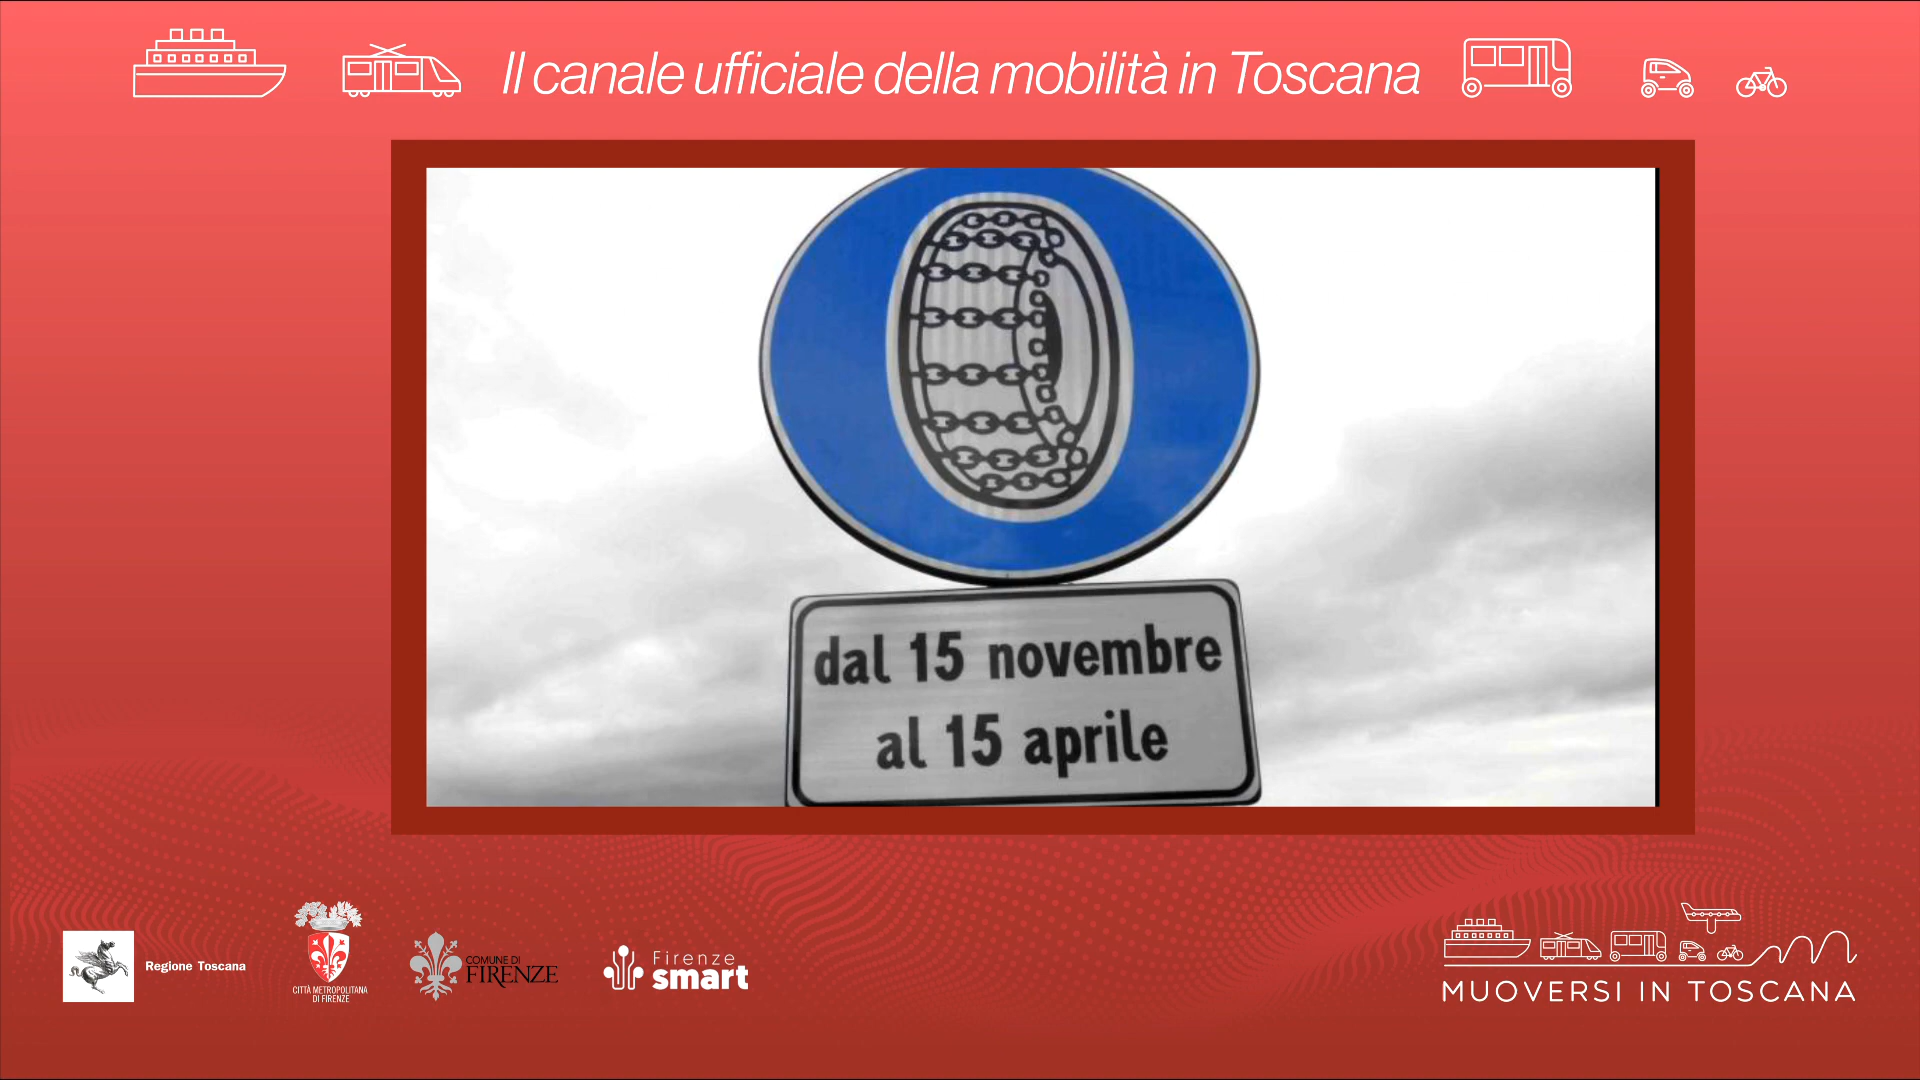 Il canale ufficiale della mobilità in Toscana
dal 15 novembre
al 15 aprile
Regione Toscana
CITTÀ METROPOLITANA
DI FIRENZE
COMUNE DI
FIRENZE
Firenze
smart
MUOVERSI IN TOSCANA